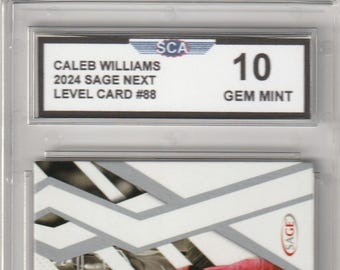 SCA
CALEB WILLIAMS
2024 SAGE NEXT
LEVEL CARD #88
10
GEM MINT
SAGE